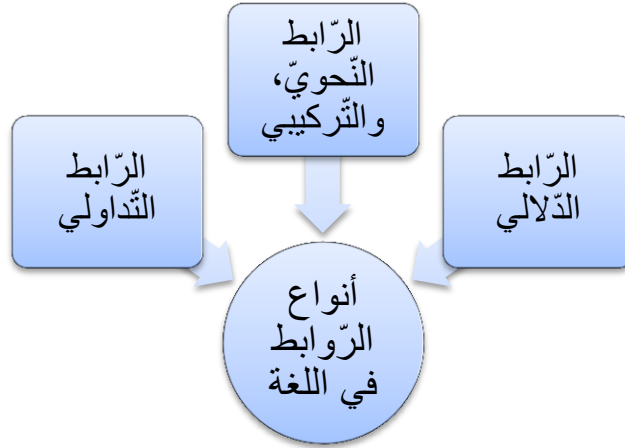 الرّابط
النّحويّ،
والتّركيبي
الرّابط
الدّلالي
الرّابط
التّداولي
أنواع
الرّوابط
في اللغة